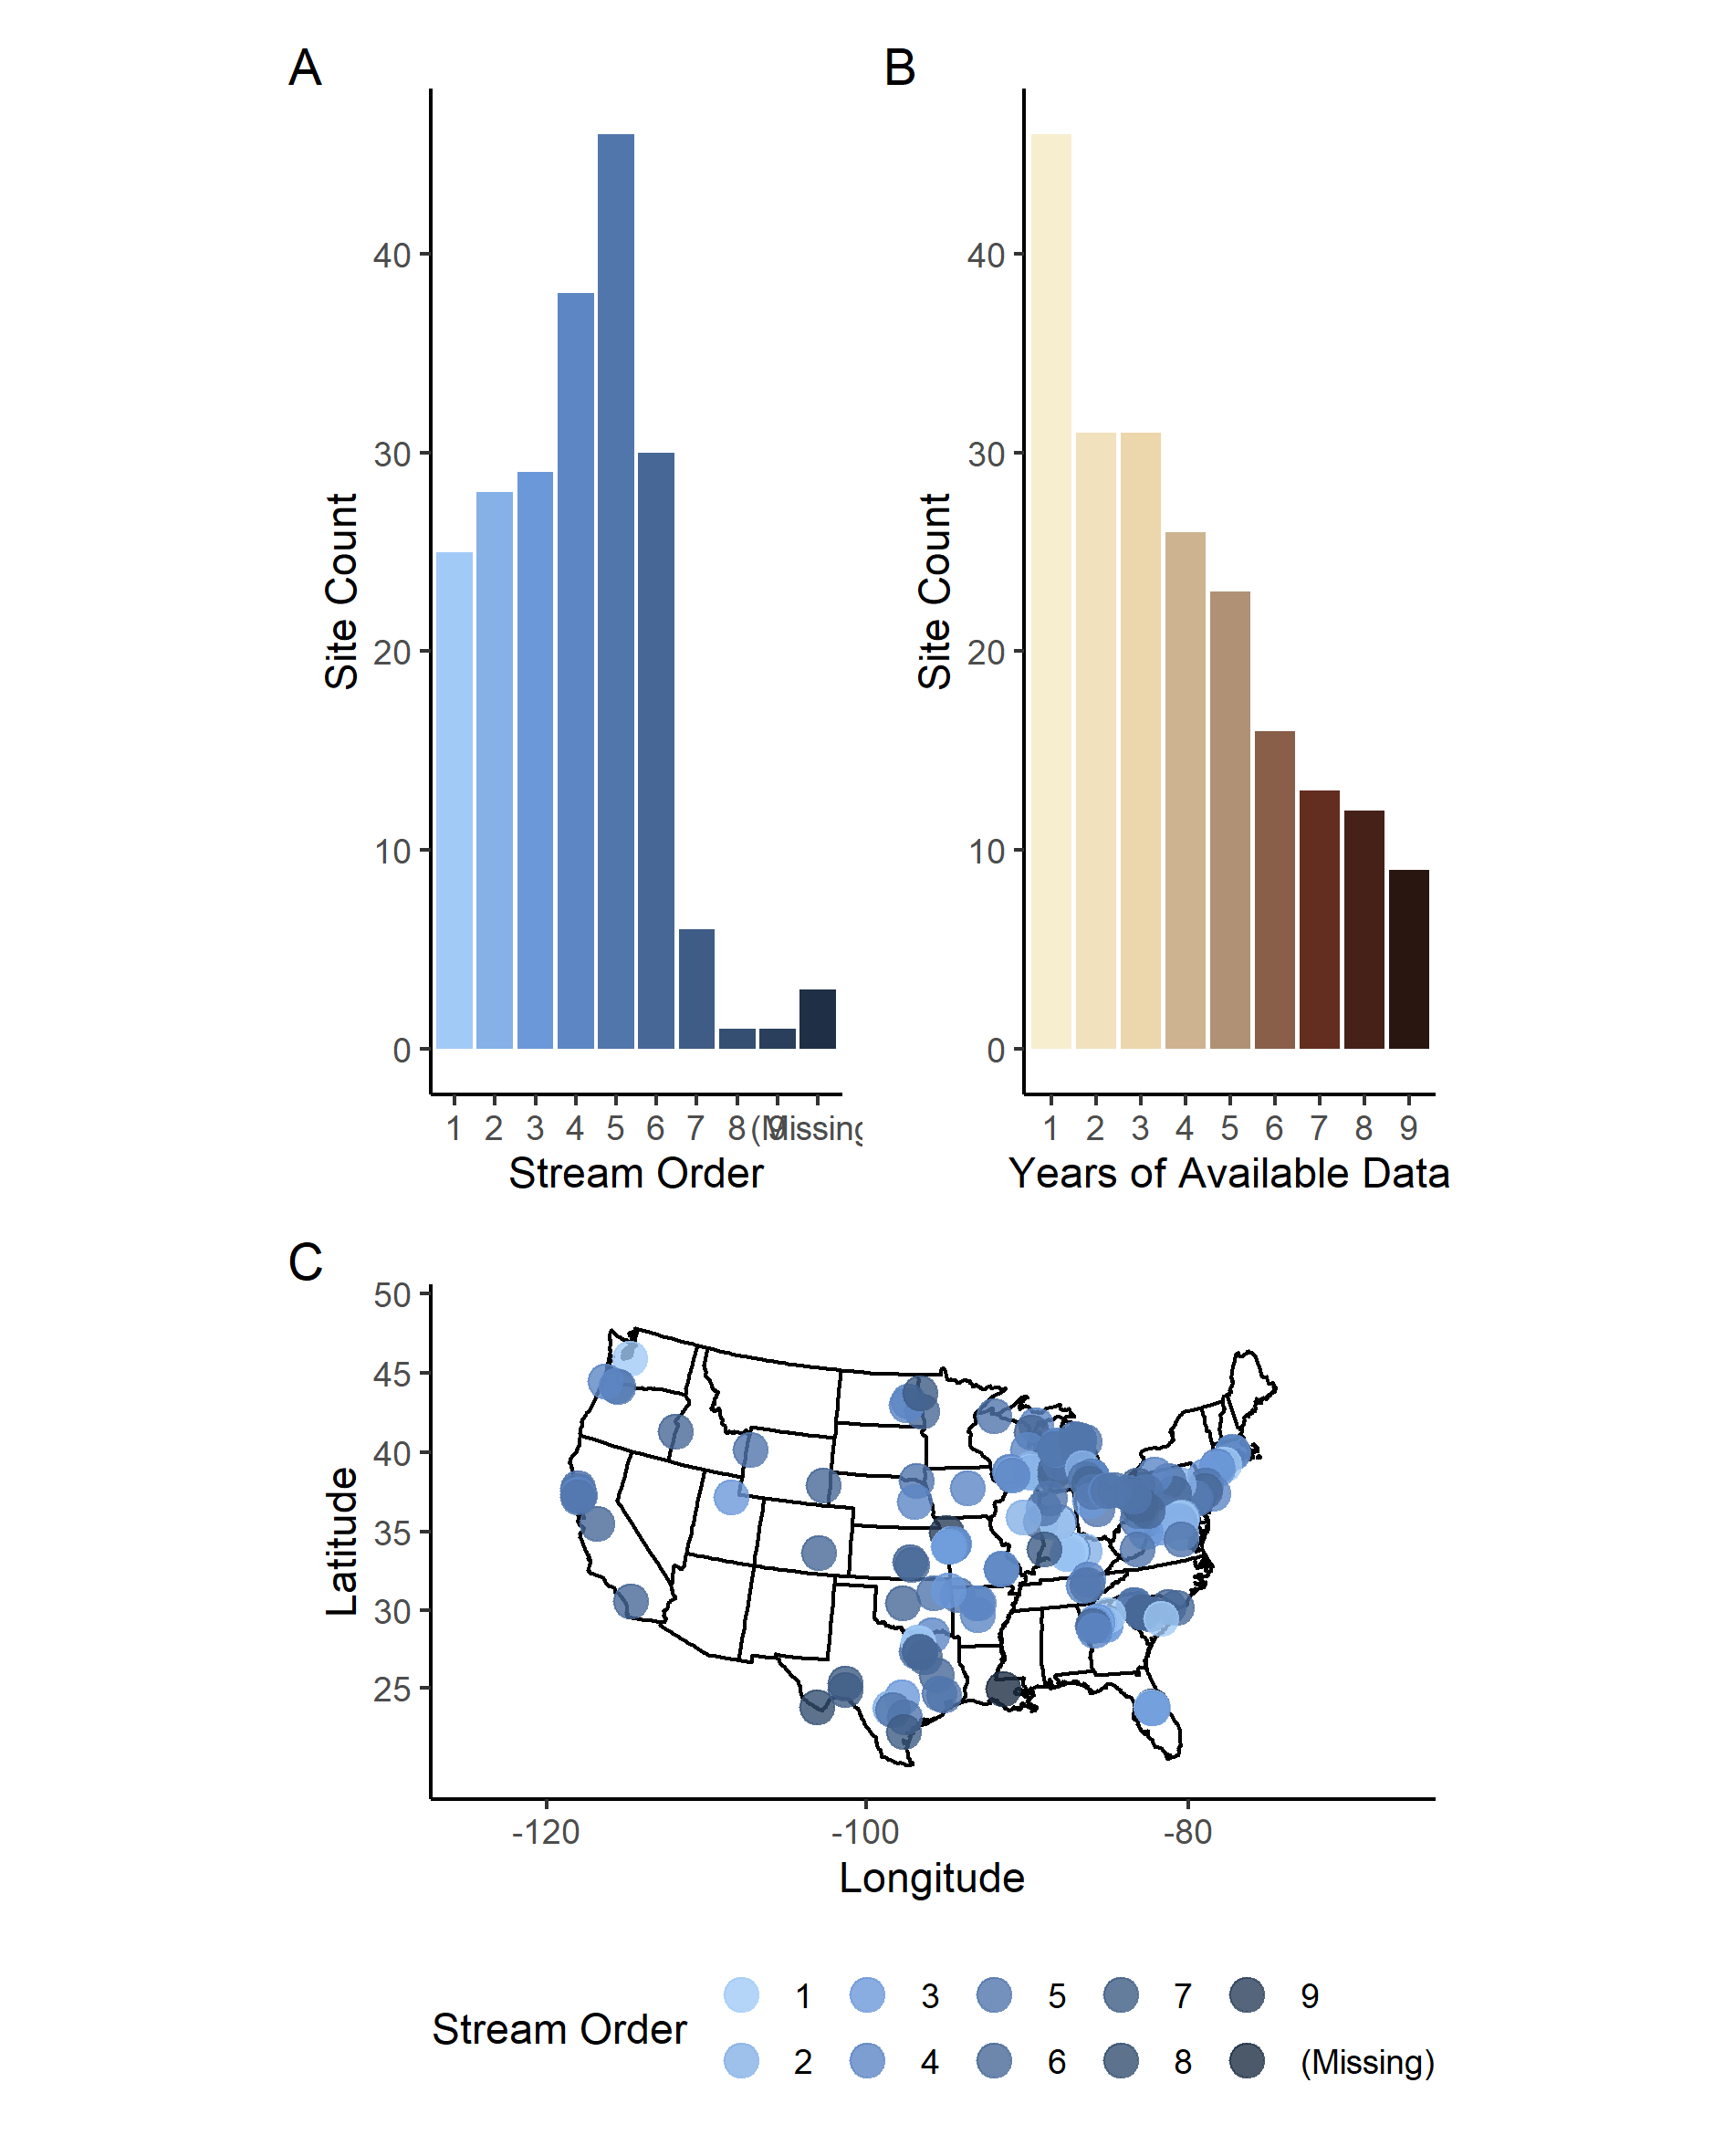 A
B
40
30
20
10
0
Site Count
1 2 3 4 5 6 7 8 9 (Missing
Stream Order
40
30
20
10
0
Site Count
1 2 3 4 5 6 7 8 9
Years of Available Data
C
50
45
40
35
30
25
Latitude
-120 -100 -80
Longitude
Stream Order
1 3 5 7 9
2 4 6 8 (Missing)